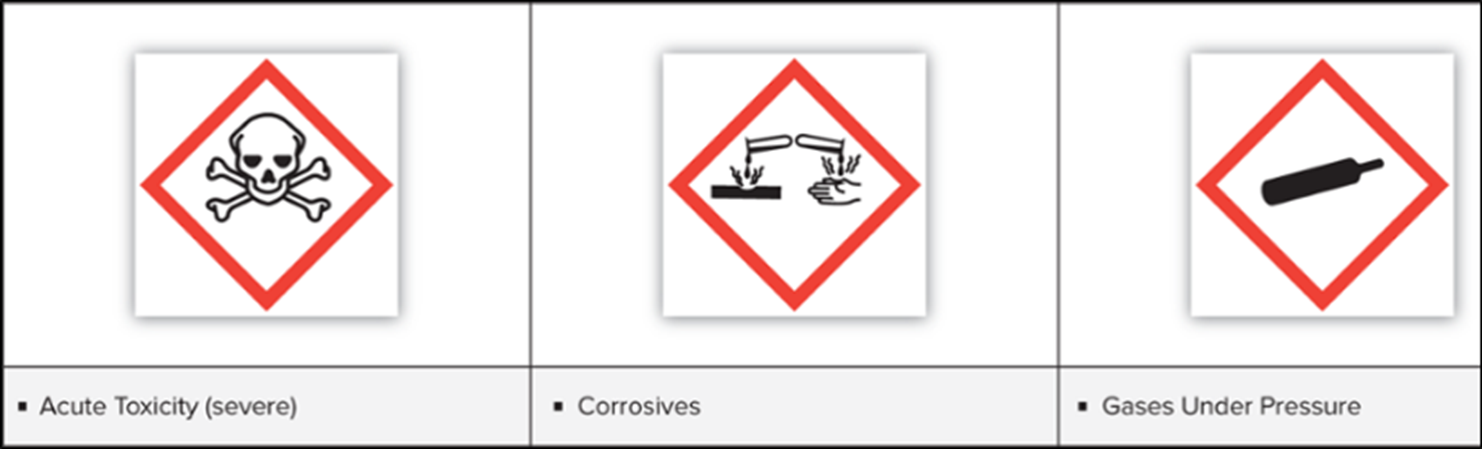 ▪ Acute Toxicity (severe)
▪ Corrosives
▪ Gases Under Pressure